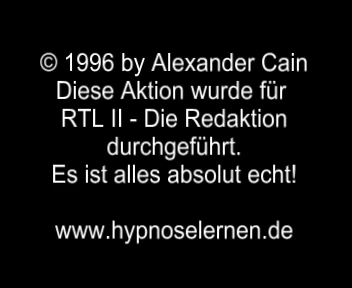 © 1996 by Alexander Cain
Diese Aktion wurde für
RTL II - Die Redaktion
durchgeführt.
Es ist alles absolut echt!
www.hypnoselernen.de